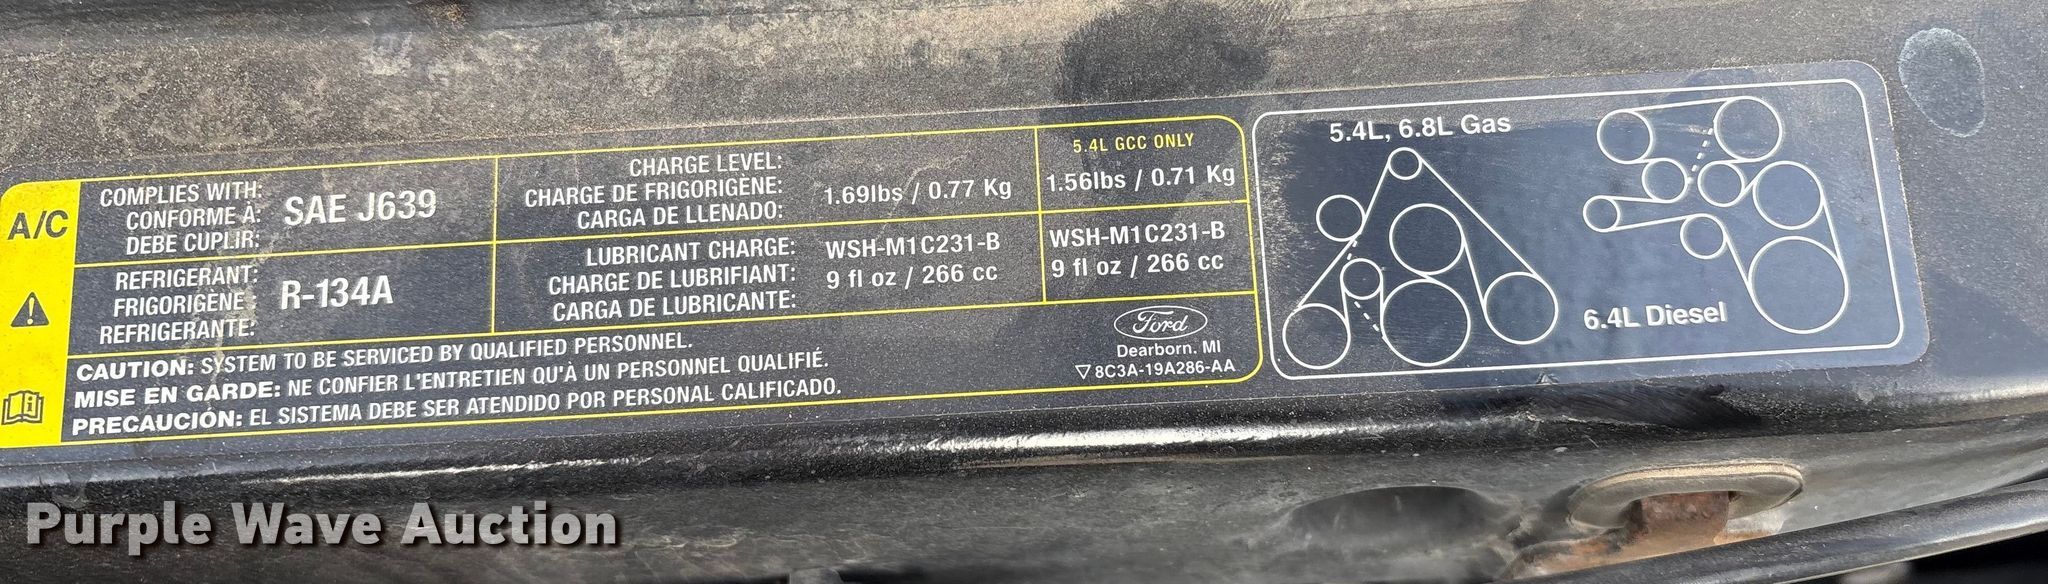 A/C
COMPLIES WITH:
CONFORME À:
DEBE CUPLIR:
SAE J639
REFRIGERANT:
FRIGORIGENE :
REFRIGERANTE:
R-134A
CHARGE LEVEL:
CHARGE DE FRIGORIGÈNE:
CARGA DE LLENADO:
1.69lbs / 0.77 Kg
5.4L GCC ONLY
1.56lbs / 0.71 Kg
LUBRICANT CHARGE:
CHARGE DE LUBRIFIANT:
CARGA DE LUBRICANTE:
WSH-M1C231-B
9 fl oz / 266 cc
WSH-M1C231-B
9 fl oz / 266 cc
CAUTION: SYSTEM TO BE SERVICED BY QUALIFIED PERSONNEL.
MISE EN GARDE: NE CONFIER L'ENTRETIEN QU'À UN PERSONNEL QUALIFIÉ.
PRECAUCIÓN: EL SISTEMA DEBE SER ATENDIDO POR PERSONAL CALIFICADO.
Ford
Dearborn. MI
8C3A-19A286-AA
5.4L, 6.8L Gas
6.4L Diesel
Purple Wave Auction